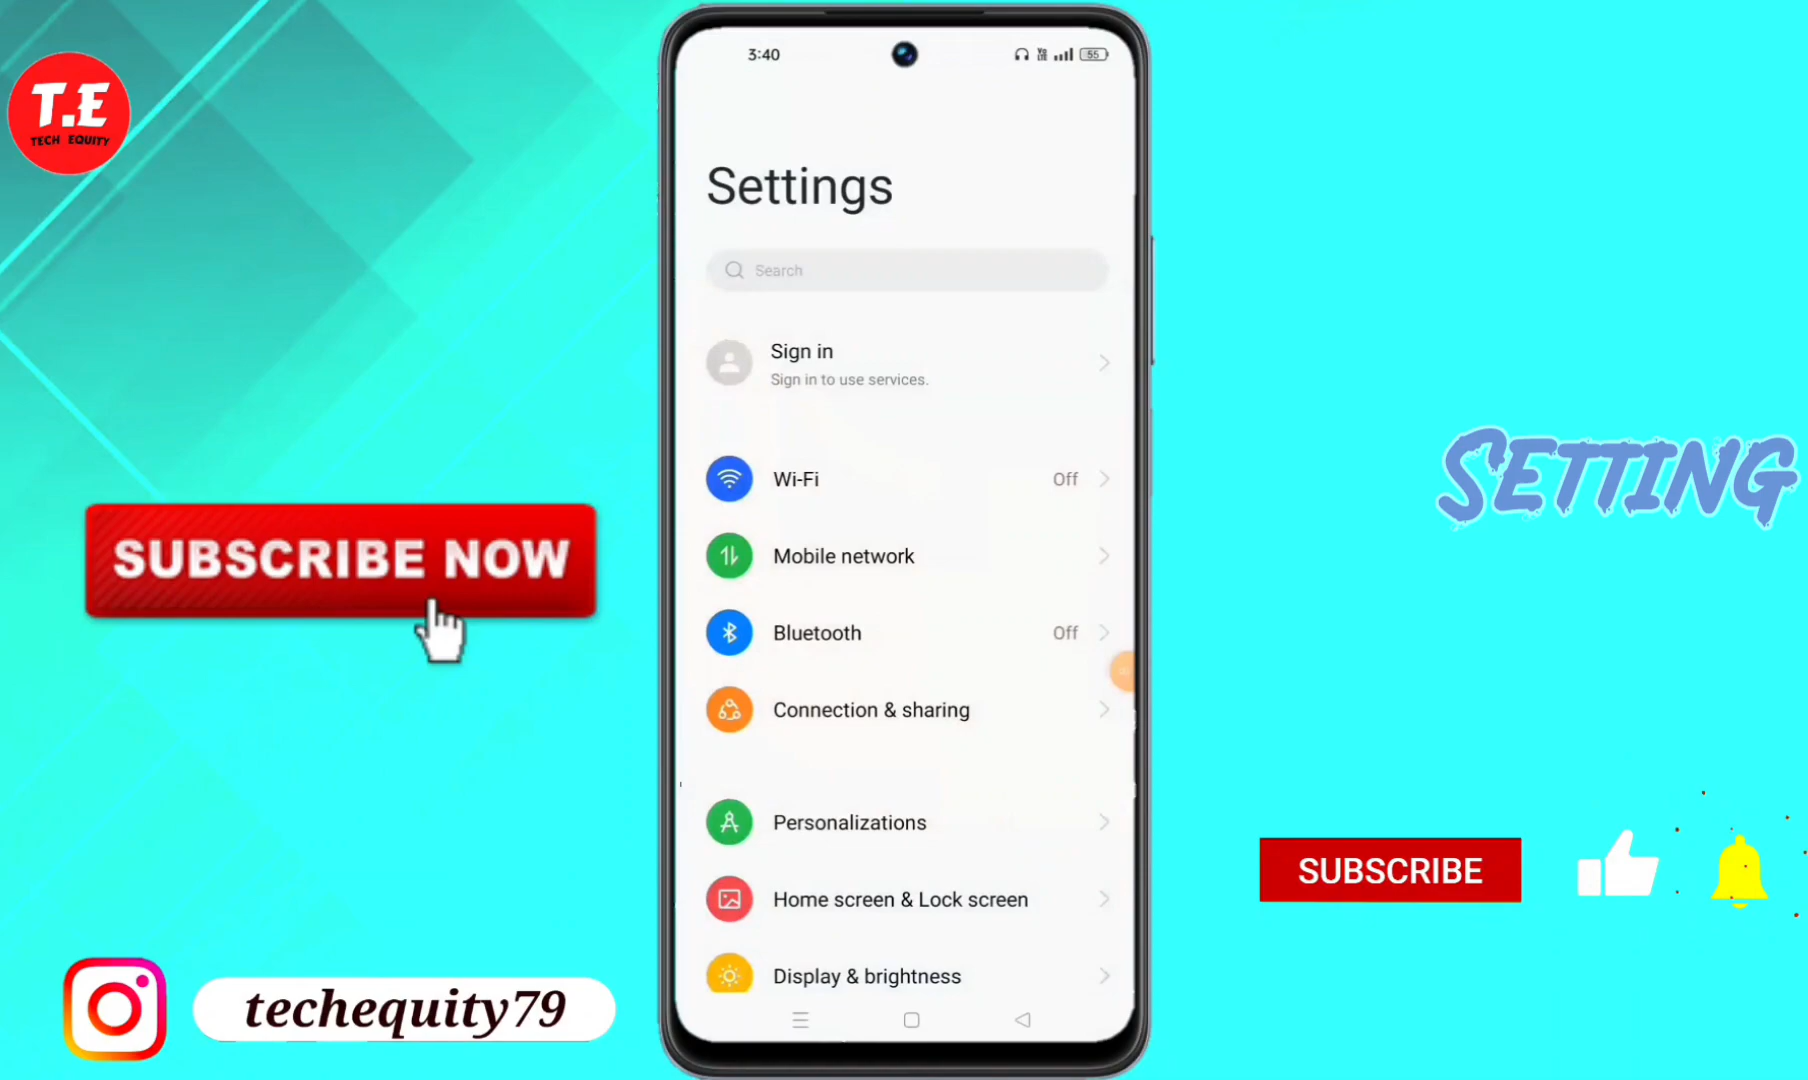 T.E
TECH EQUITY
3:40
55
Settings
Search
Sign in
Sign in to use services.
Wi-Fi Off
Mobile network
Bluetooth Off
Connection & sharing
Personalizations
Home screen & Lock screen
Display & brightness
SUBSCRIBE NOW
SETTING
SUBSCRIBE
techequity79